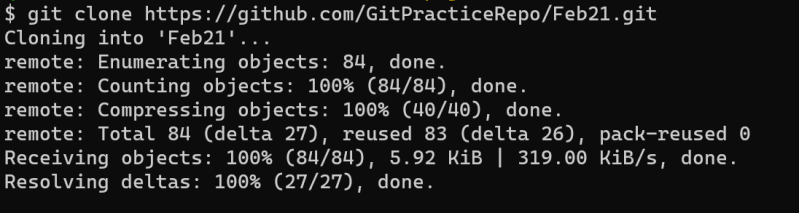 $ git clone https://github.com/GitPracticeRepo/Feb21.git
Cloning into 'Feb21'...
remote: Enumerating objects: 84, done.
remote: Counting objects: 100% (84/84), done.
remote: Compressing objects: 100% (40/40), done.
remote: Total 84 (delta 27), reused 83 (delta 26), pack-reused 0
Receiving objects: 100% (84/84), 5.92 KiB | 319.00 KiB/s, done.
Resolving deltas: 100% (27/27), done.